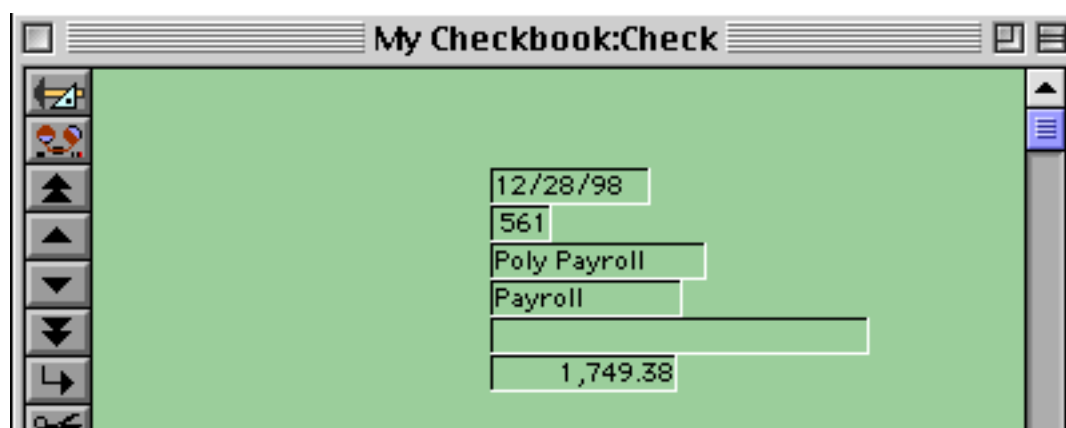 My Checkbook:Check
12/28/98
561
Poly Payroll
Payroll
1,749.38